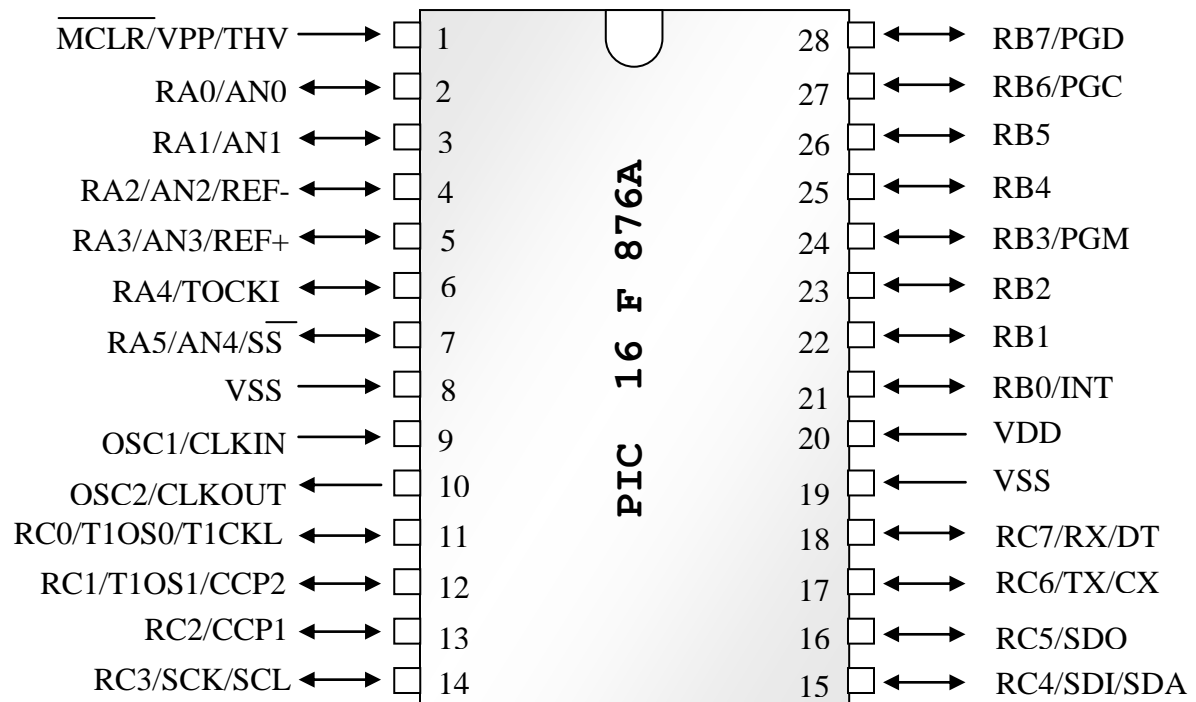 MCLR/VPP/THV 1 28 RB7/PGD
RA0/AN0 2 27 RB6/PGC
RA1/AN1 3 26 RB5
RA2/AN2/REF- 4 25 RB4
RA3/AN3/REF+ 5 24 RB3/PGM
RA4/TOCKI 6 23 RB2
RA5/AN4/SS 7 22 RB1
VSS 8 21 RB0/INT
OSC1/CLKIN 9 20 VDD
OSC2/CLKOUT 10 19 VSS
RC0/T1OS0/T1CKL 11 18 RC7/RX/DT
RC1/T1OS1/CCP2 12 17 RC6/TX/CX
RC2/CCP1 13 16 RC5/SDO
RC3/SCK/SCL 14 15 RC4/SDI/SDA
PIC 16 F 876A